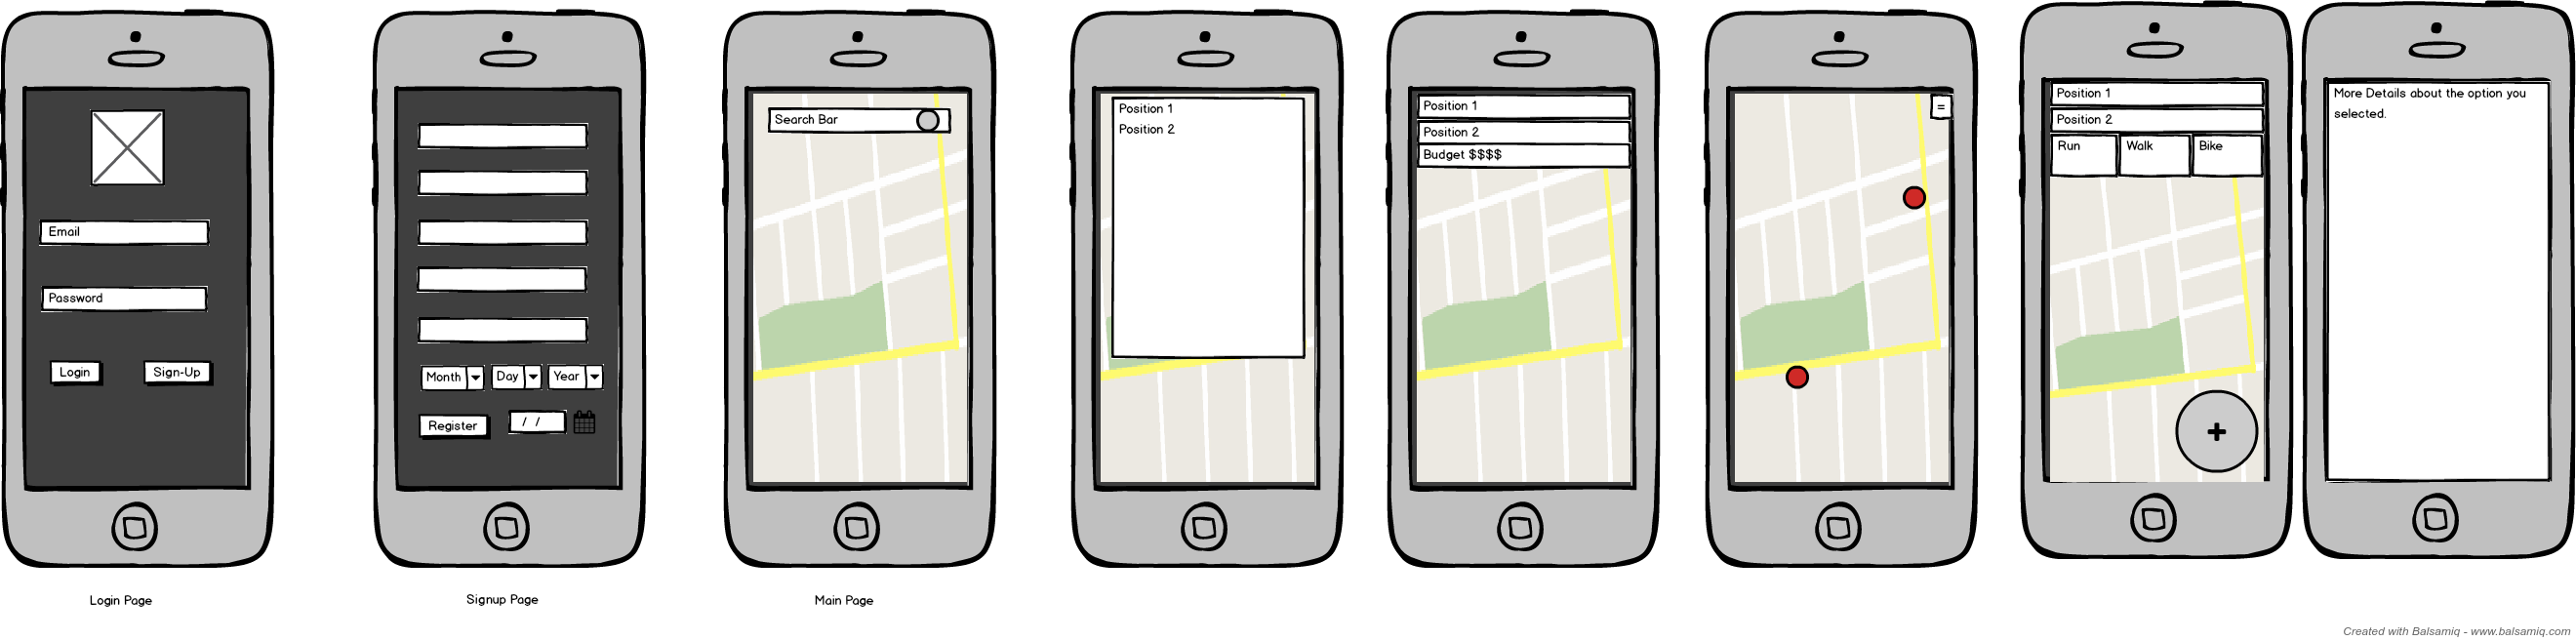 Email
Password
Login
Sign-Up
Login Page
Month
Day
Year
Register
/ /
Signup Page
Search Bar
Main Page
Position 1
Position 2
Position 1
Position 2
Budget $$$$
=
Position 1
Position 2
Run
Walk
Bike
+
More Details about the option you
selected.
Created with Balsamiq - www.balsamiq.com